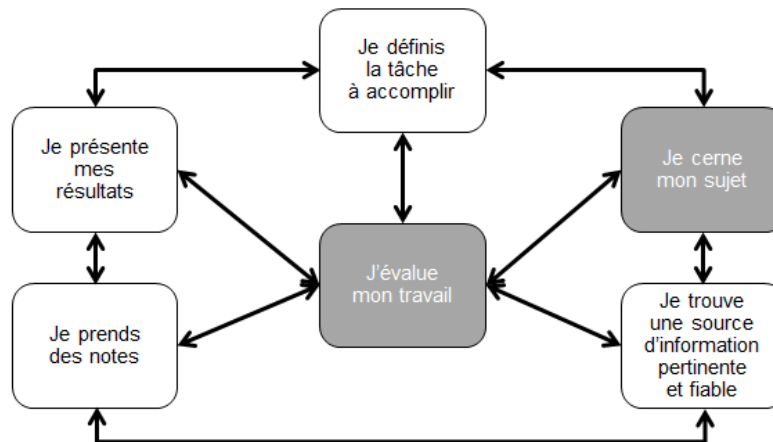 Je définis
la tâche
à accomplir
Je présente
mes
résultats
Je cerne
mon sujet
J'évalue
mon travail
Je prends
des notes
Je trouve
une source
d'information
pertinente
et fiable